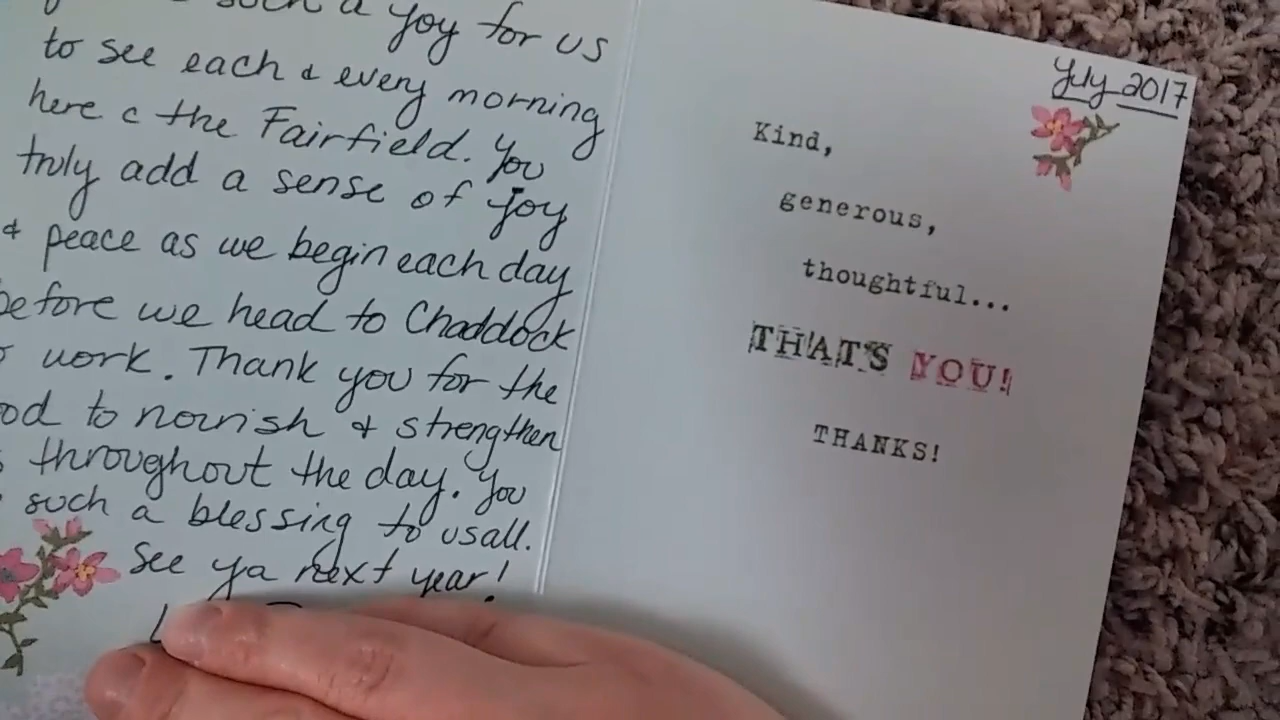 such a joy for us
to see each & every morning
here c the Fairfield. You
truly add a sense of joy
& peace as we begin each day
before we head to Chaddock
work. Thank you for the
to nourish & strengthen
throughout the day. You
such a blessing to us all.
See ya next year!
July 2017
Kind,
generous,
thoughtful...
THAT'S YOU!
THANKS!